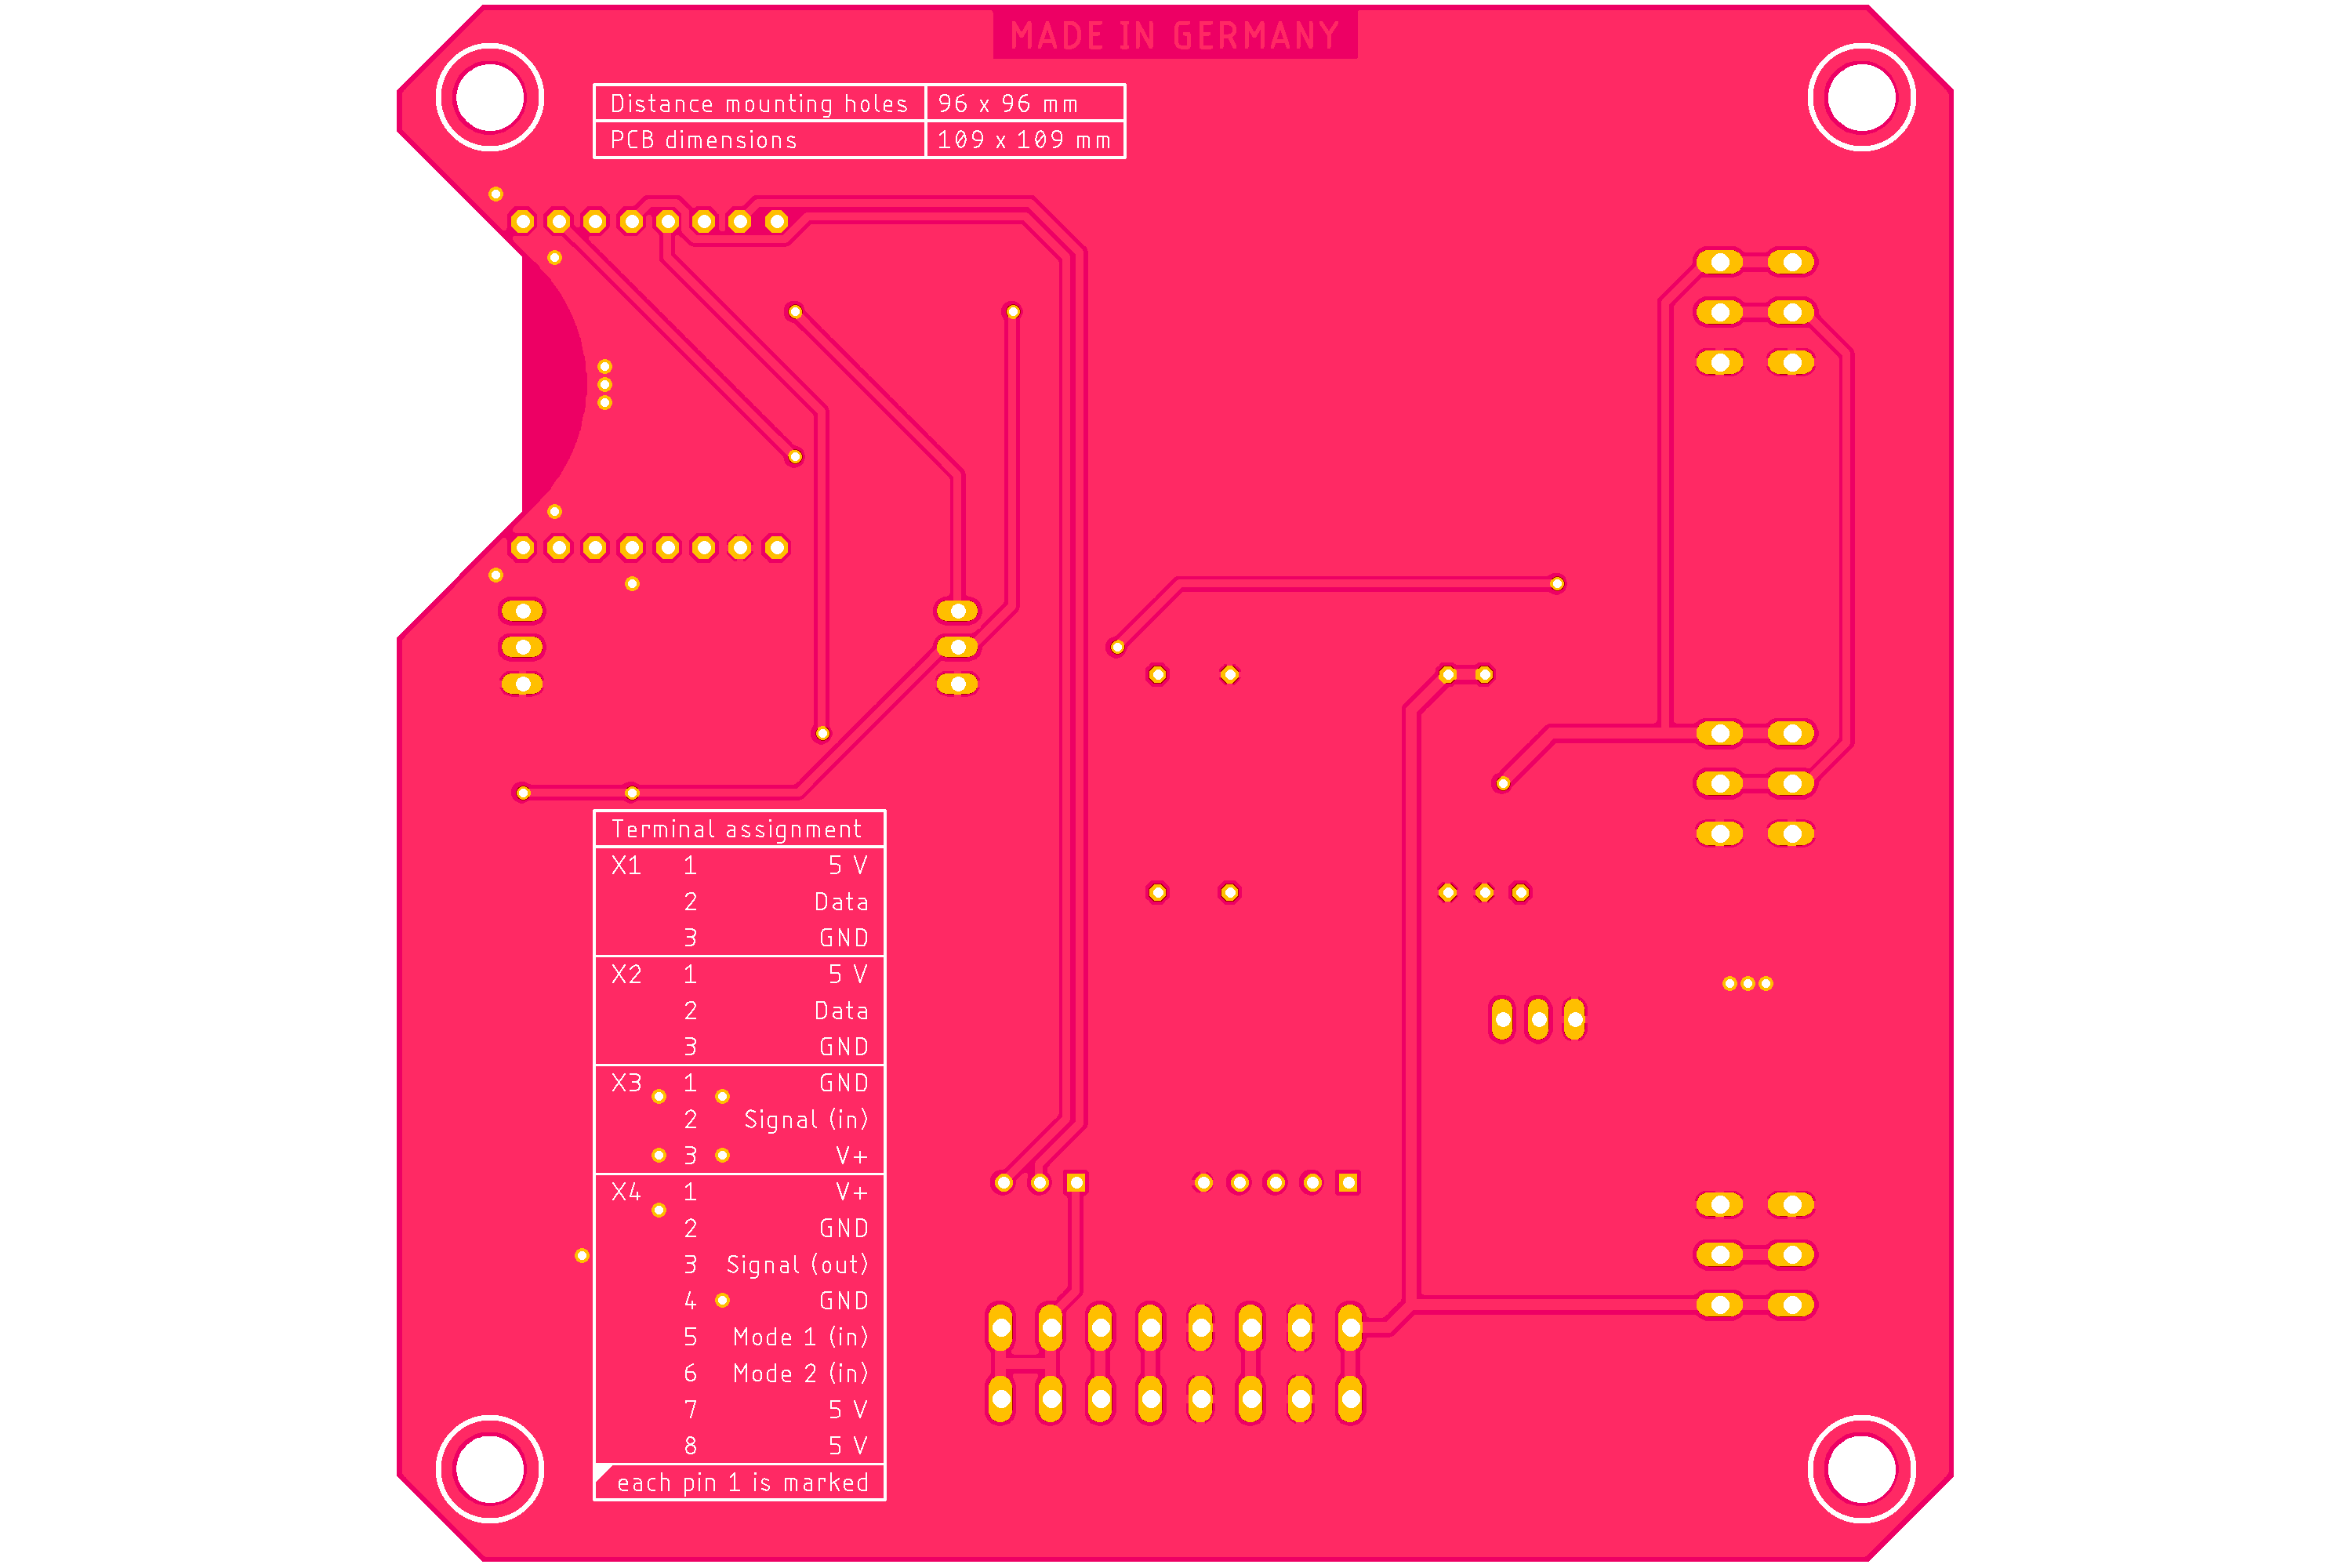 MADE IN GERMANY
Distance mounting holes 96 x 96 mm
PCB dimensions 109 x 109 mm
Terminal assignment
X1 1 5 V
2 Data
3 GND
X2 1 5 V
2 Data
3 GND
X3 1 GND
2 Signal (in)
3 V+
X4 1 V+
2 GND
3 Signal (out)
4 GND
5 Mode 1 (in)
6 Mode 2 (in)
7 5 V
8 5 V
each pin 1 is marked